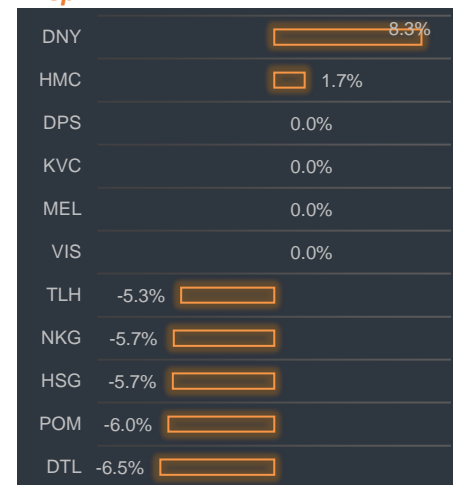 DNY 8.3%
HMC 1.7%
DPS 0.0%
KVC 0.0%
MEL 0.0%
VIS 0.0%
TLH -5.3%
NKG -5.7%
HSG -5.7%
POM -6.0%
DTL -6.5%